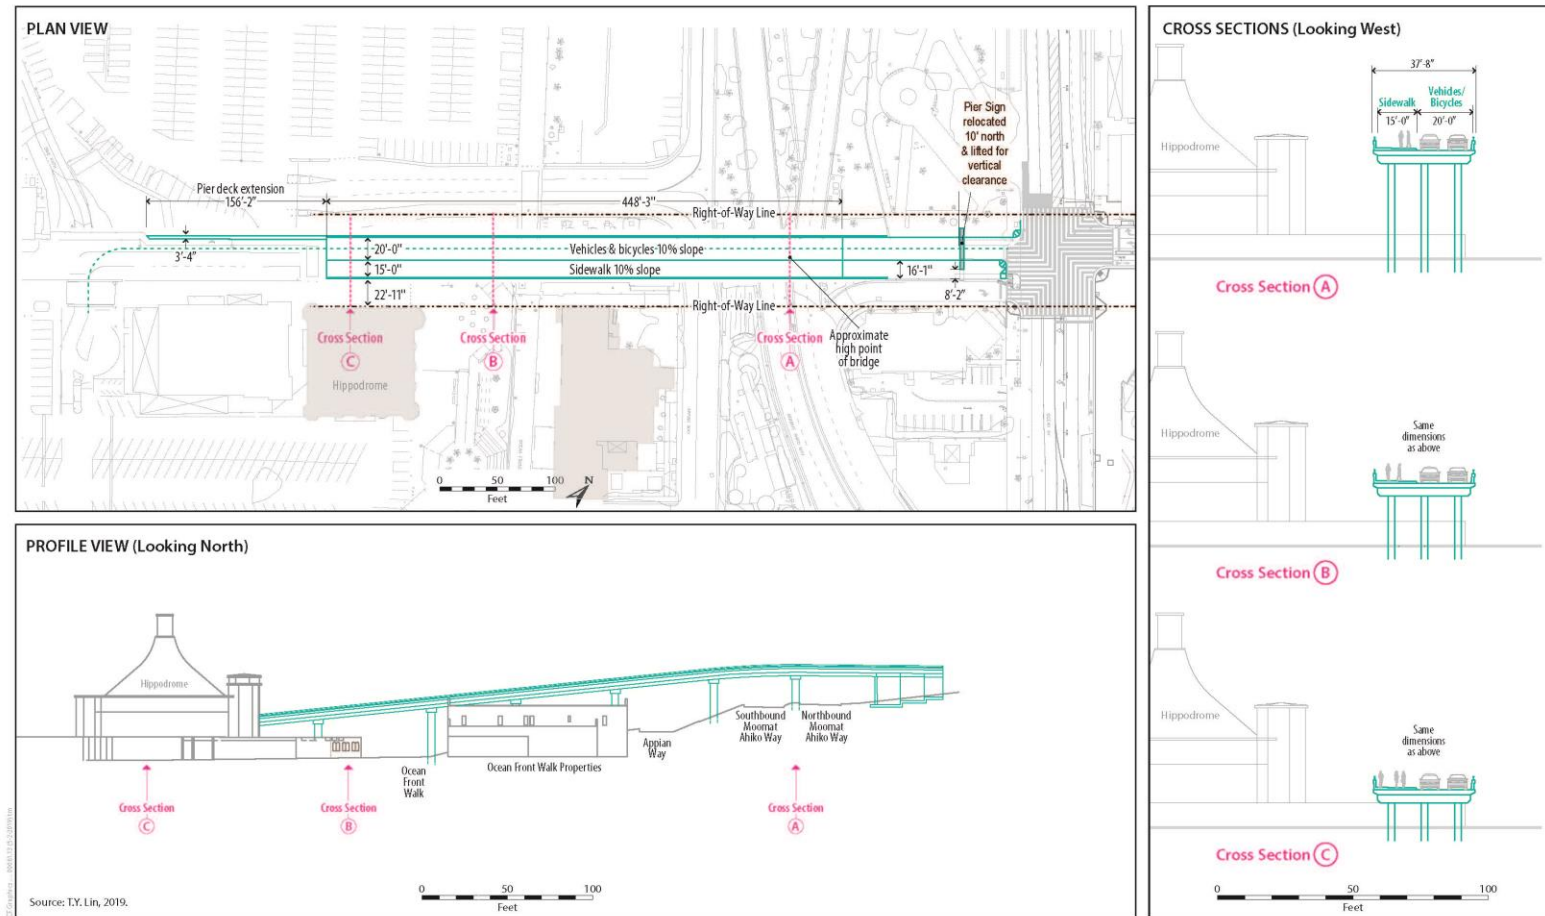 PLAN VIEW
Pier deck extension
156'-2"
448'-3"
Right-of-Way Line
3'-4"
20'-0"
Vehicles & bicycles 10% slope
15'-0"
Sidewalk 10% slope
22'-11"
16'-1"
8'-2"
Right-of-Way Line
Pier Sign
relocated
10' north
& lifted for
vertical
clearance
Cross Section
C
Hippodrome
Cross Section
B
Cross Section
A
Approximate
high point
of bridge
0 50 100
Feet
N
PROFILE VIEW (Looking North)
Hippodrome
Ocean
Front
Walk
Ocean Front Walk Properties
Appian
Way
Southbound
Moomat
Ahiko Way
Northbound
Moomat
Ahiko Way
Cross Section
C
Cross Section
B
Cross Section
A
Source: T.Y. Lin, 2019.
0 50 100
Feet
CROSS SECTIONS (Looking West)
37'-8"
Sidewalk
Vehicles/
Bicycles
15'-0"
20'-0"
Hippodrome
Cross Section A
Hippodrome
Same
dimensions
as above
Cross Section B
Hippodrome
Same
dimensions
as above
Cross Section C
0 50 100
Feet